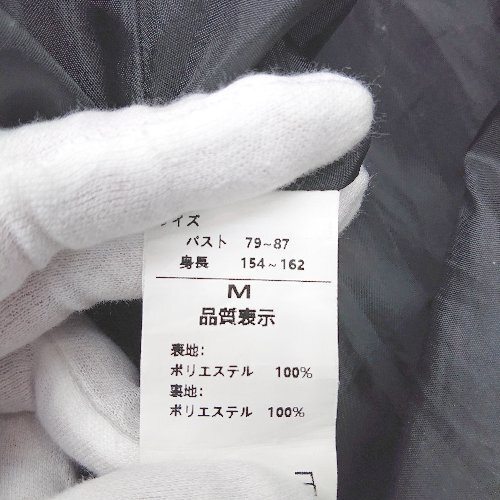 サイズ
バスト 79~87
身長 154~162
M
品質表示
表地:
ポリエステル 100%
裏地:
ポリエステル 100%